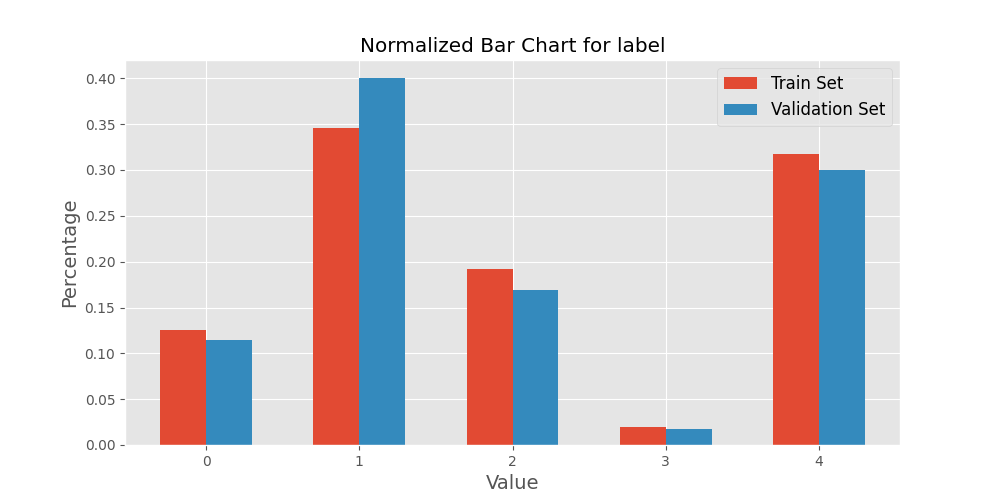 Normalized Bar Chart for label
Train Set
Validation Set
Percentage
0.40
0.35
0.30
0.25
0.20
0.15
0.10
0.05
0.00
0 1 2 3 4
Value